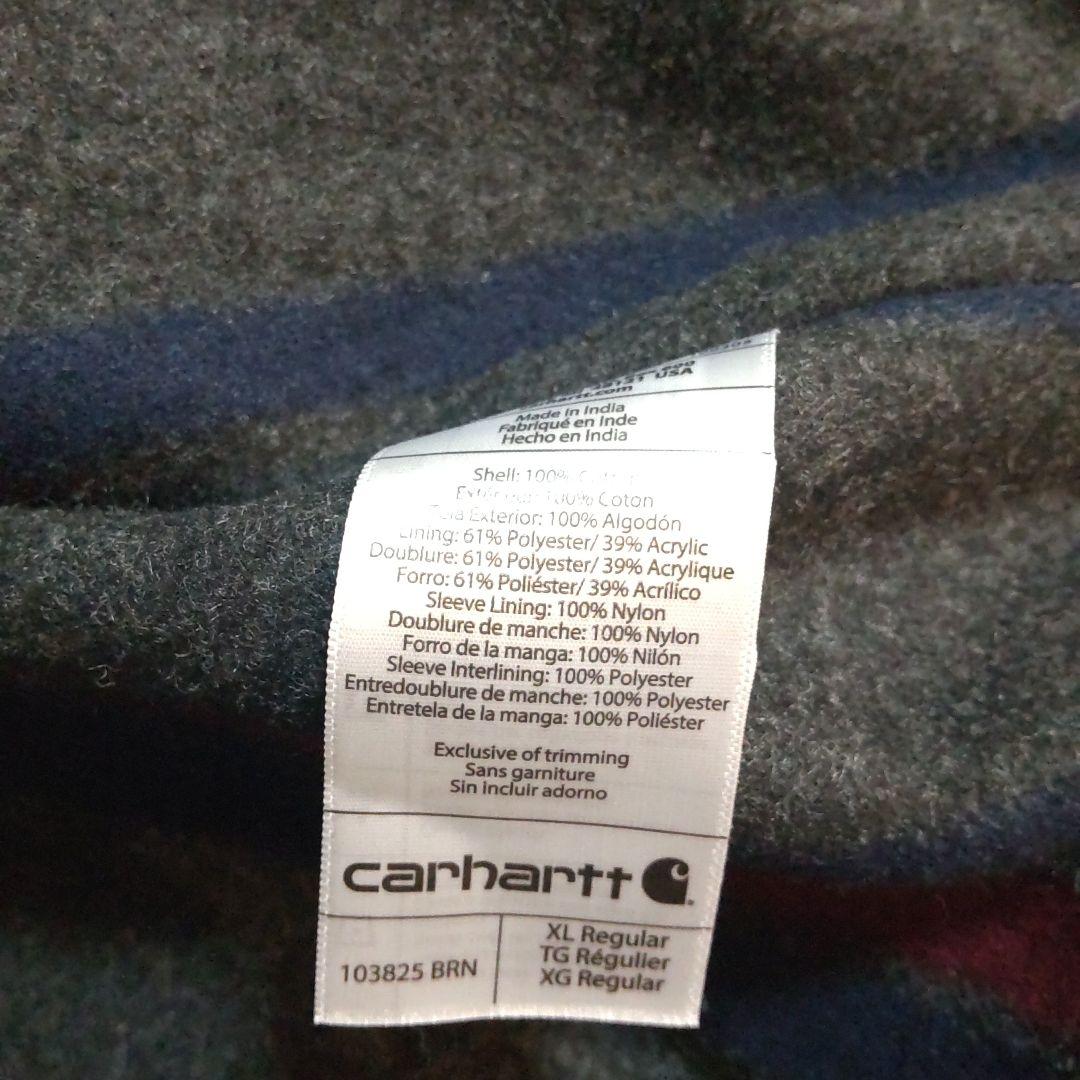 USA
Made in India
Fabriqué en Inde
Hecho en India
Shell: 100%
100% Coton
Tela Exterior: 100% Algodón
Lining: 61% Polyester/ 39% Acrylic
Doublure: 61% Polyester/ 39% Acrylique
Forro: 61% Poliéster/ 39% Acrílico
Sleeve Lining: 100% Nylon
Doublure de manche: 100% Nylon
Forro de la manga: 100% Nilón
Sleeve Interlining: 100% Polyester
Entredoublure de manche: 100% Polyester
Entretela de la manga: 100% Poliéster
Exclusive of trimming
Sans garniture
Sin incluir adorno
carhartt
103825 BRN
XL Regular
TG Régulier
XG Regular